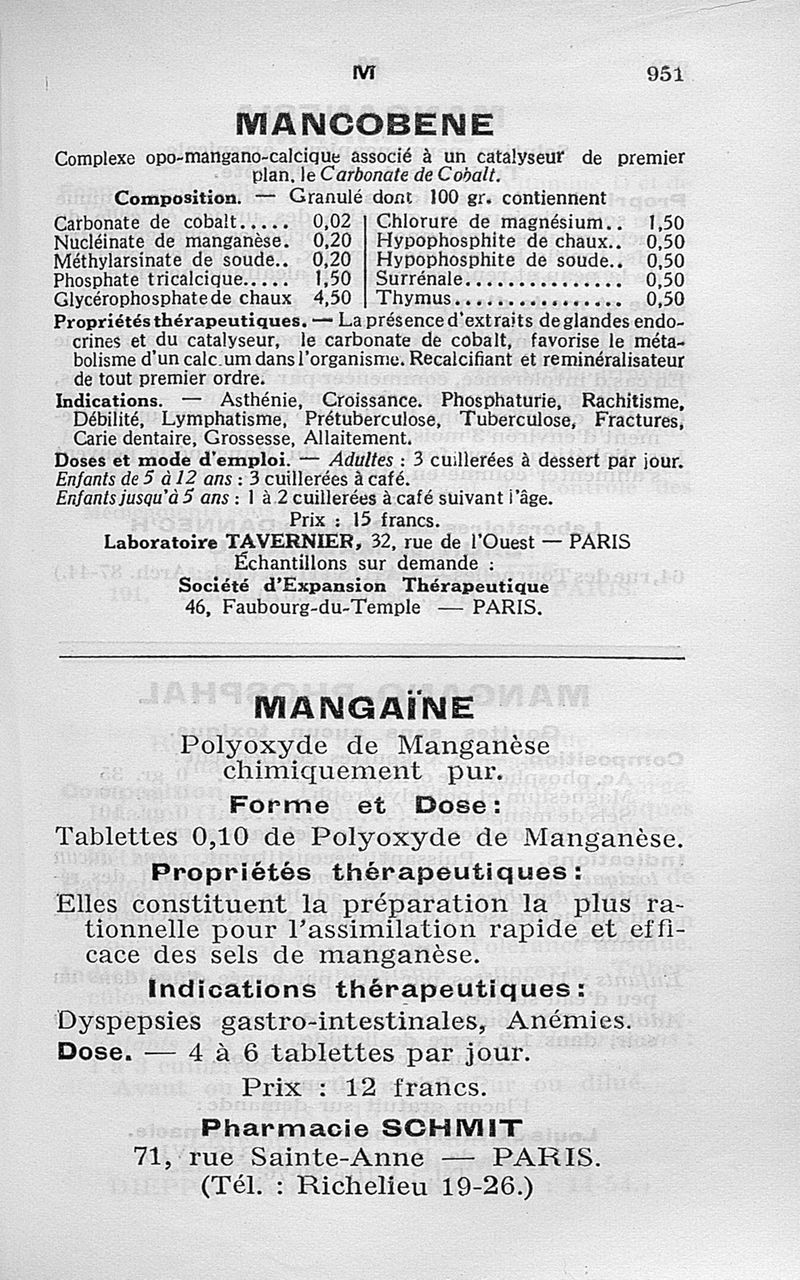 M 951
MANCOBENE
Complexe opo-mangano-calcique associé à un catalyseur de premier
plan, le Carbonate de Cobalt.
Composition. — Granulé dont 100 gr. contiennent
Carbonate de cobalt..... 0,02 | Chlorure de magnésium.. 1,50
Nucléinate de manganèse. 0,20 | Hypophosphite de chaux.. 0,50
Méthylarsinate de soude.. 0,20 | Hypophosphite de soude.. 0,50
Phosphate tricalcique..... 1,50 | Surrénale............... 0,50
Glycérophosphate de chaux 4,50 | Thymus................ 0,50
Propriétés thérapeutiques. — La présence d'extraits de glandes endo-
crines et du catalyseur, le carbonate de cobalt, favorise le méta-
bolisme d'un calcium dans l'organisme. Recalcifiant et reminéralisateur
de tout premier ordre.
Indications. — Asthénie, Croissance. Phosphaturie, Rachitisme,
Débilité, Lymphatisme, Prétuberculose, Tuberculose, Fractures,
Carie dentaire, Grossesse, Allaitement.
Doses et mode d'emploi. — Adultes : 3 cuillerées à dessert par jour.
Enfants de 5 à 12 ans : 3 cuillerées à café.
Enfants jusqu'à 5 ans : 1 à 2 cuillerées à café suivant l'âge.
Prix : 15 francs.
Laboratoire TAVERNIER, 32, rue de l'Ouest — PARIS
Échantillons sur demande :
Société d'Expansion Thérapeutique
46, Faubourg-du-Temple — PARIS.
MANGAÏNE
Polyoxyde de Manganèse
chimiquement pur.
Forme et Dose :
Tablettes 0,10 de Polyoxyde de Manganèse.
Propriétés thérapeutiques :
Elles constituent la préparation la plus ra-
tionnelle pour l'assimilation rapide et effi-
cace des sels de manganèse.
Indications thérapeutiques :
Dyspepsies gastro-intestinales, Anémies.
Dose. — 4 à 6 tablettes par jour.
Prix : 12 francs.
Pharmacie SCHMIT
71, rue Sainte-Anne — PARIS.
(Tél. : Richelieu 19-26.)